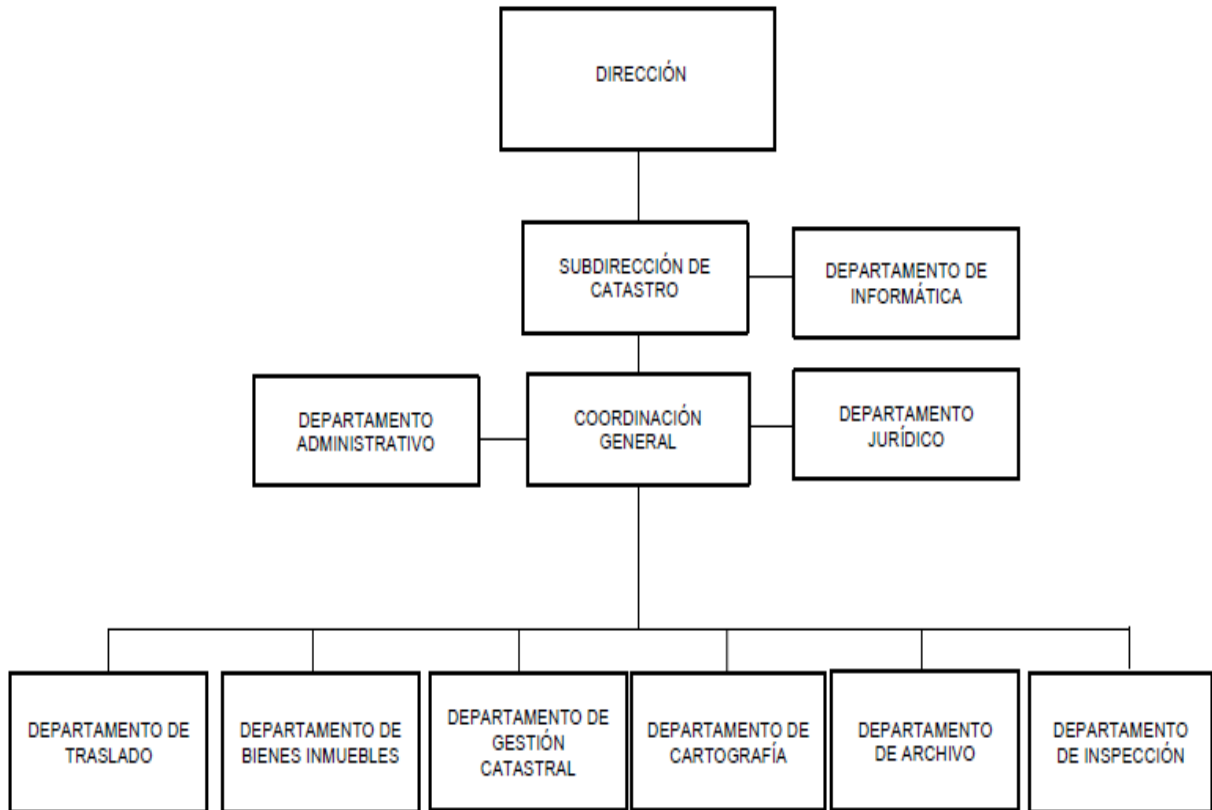 DIRECCIÓN
SUBDIRECCIÓN DE
CATASTRO
DEPARTAMENTO DE
INFORMÁTICA
DEPARTAMENTO
ADMINISTRATIVO
COORDINACIÓN
GENERAL
DEPARTAMENTO
JURÍDICO
DEPARTAMENTO DE
TRASLADO
DEPARTAMENTO DE
BIENES INMUEBLES
DEPARTAMENTO DE
GESTIÓN
CATASTRAL
DEPARTAMENTO DE
CARTOGRAFÍA
DEPARTAMENTO
DE ARCHIVO
DEPARTAMENTO
DE INSPECCIÓN